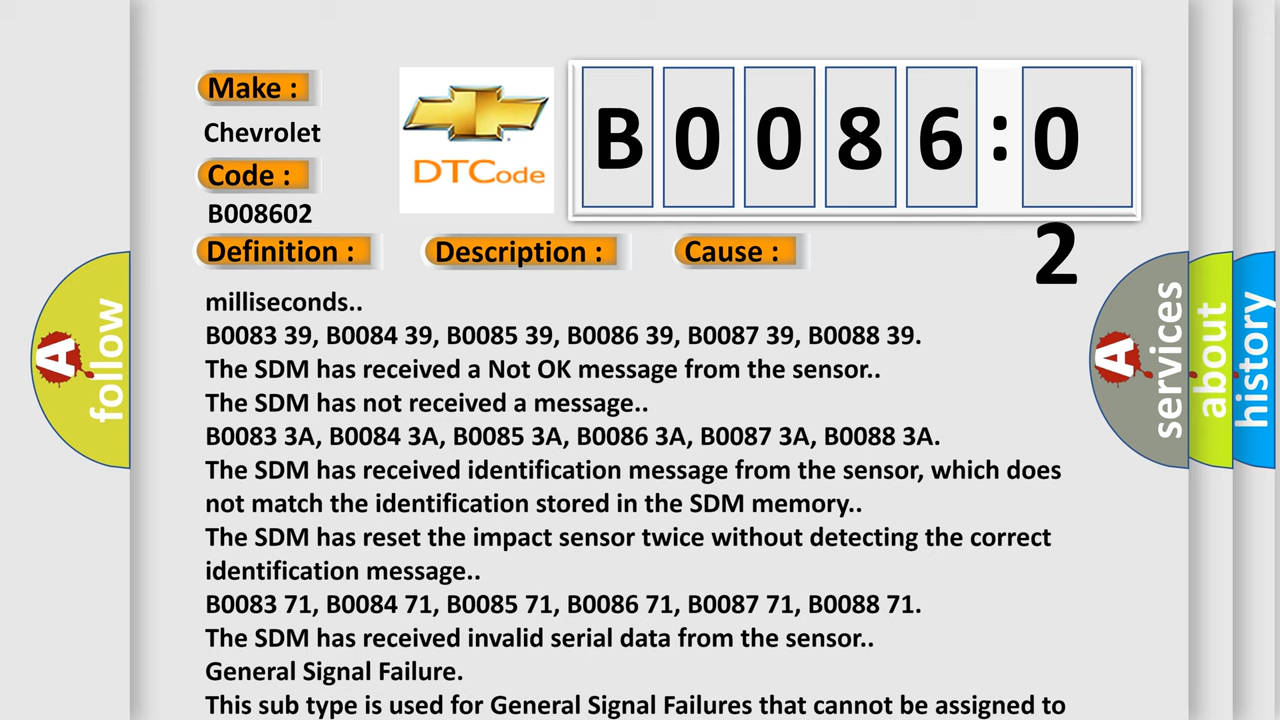 Make :
Chevrolet
Code :
B008602
DTCode
B0086:0
2
Definition :
Description :
Cause :
milliseconds..
B0083 39, B0084 39, B0085 39, B0086 39, B0087 39, B0088 39.
The SDM has received a Not OK message from the sensor..
The SDM has not received a message..
B0083 3A, B0084 3A, B0085 3A, B0086 3A, B0087 3A, B0088 3A.
The SDM has received identification message from the sensor, which does
not match the identification stored in the SDM memory..
The SDM has reset the impact sensor twice without detecting the correct
identification message..
B0083 71, B0084 71, B0085 71, B0086 71, B0087 71, B0088 71.
The SDM has received invalid serial data from the sensor..
General Signal Failure.
This sub type is used for General Signal Failures that cannot be assigned to
A follow
A services
about
history